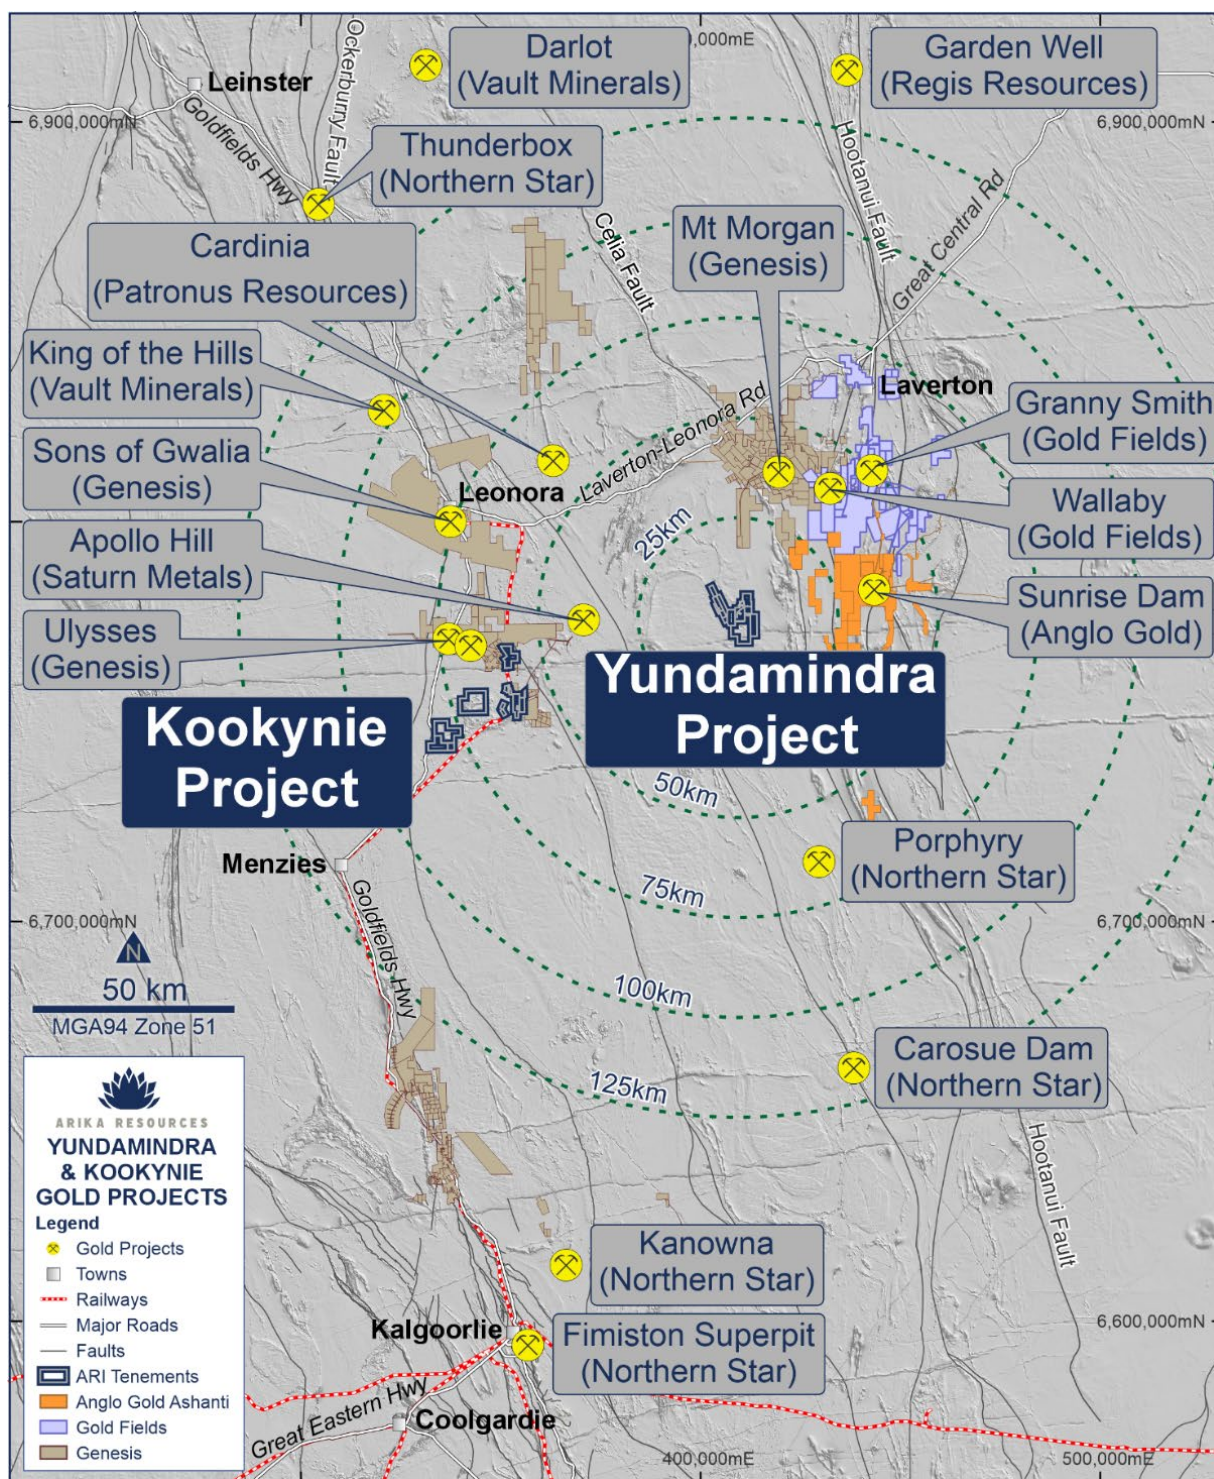 Darlot
(Vault Minerals)
,000mE
Garden Well
(Regis Resources)
Leinster
Goldfields Hwy
Ockerburry Fault
6,900,000mN
6,900,000mN
Thunderbox
(Northern Star)
Hootanui Fault
Great Central Rd
Cardinia
(Patronus Resources)
Celia Fault
Mt Morgan
(Genesis)
King of the Hills
(Vault Minerals)
Laverton
Laverton-Leonora Rd
Granny Smith
(Gold Fields)
Sons of Gwalia
(Genesis)
Leonora
Wallaby
(Gold Fields)
25km
Apollo Hill
(Saturn Metals)
Sunrise Dam
(Anglo Gold)
Ulysses
(Genesis)
Yundamindra
Project
Kookynie
Project
50km
Menzies
Porphyry
(Northern Star)
75km
Goldfields Hwy
6,700,000mN
6,700,000mN
N
50 km
MGA94 Zone 51
100km
125km
Carosue Dam
(Northern Star)
Hootanui Fault
ARIKA RESOURCES
YUNDAMINDRA
& KOOKYNIE
GOLD PROJECTS
Legend
Gold Projects
Towns
Railways
Major Roads
Faults
ARI Tenements
Anglo Gold Ashanti
Gold Fields
Genesis
Kanowna
(Northern Star)
Kalgoorlie
Fimiston Superpit
(Northern Star)
6,600,000mN
Great Eastern Hwy
Coolgardie
400,000mE
500,000mE